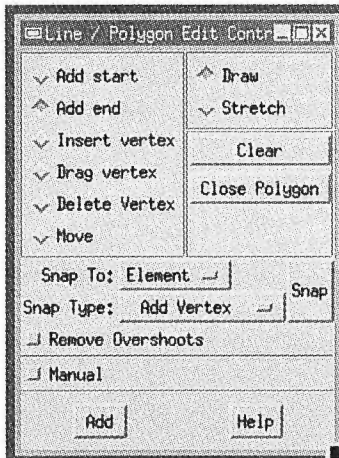 Line / Polygon Edit Contr
Add start
Add end
Insert vertex
Drag vertex
Delete Vertex
Move
Draw
Stretch
Clear
Close Polygon
Snap To: Element
Snap Type: Add Vertex
Snap
Remove Overshoots
Manual
Add Help